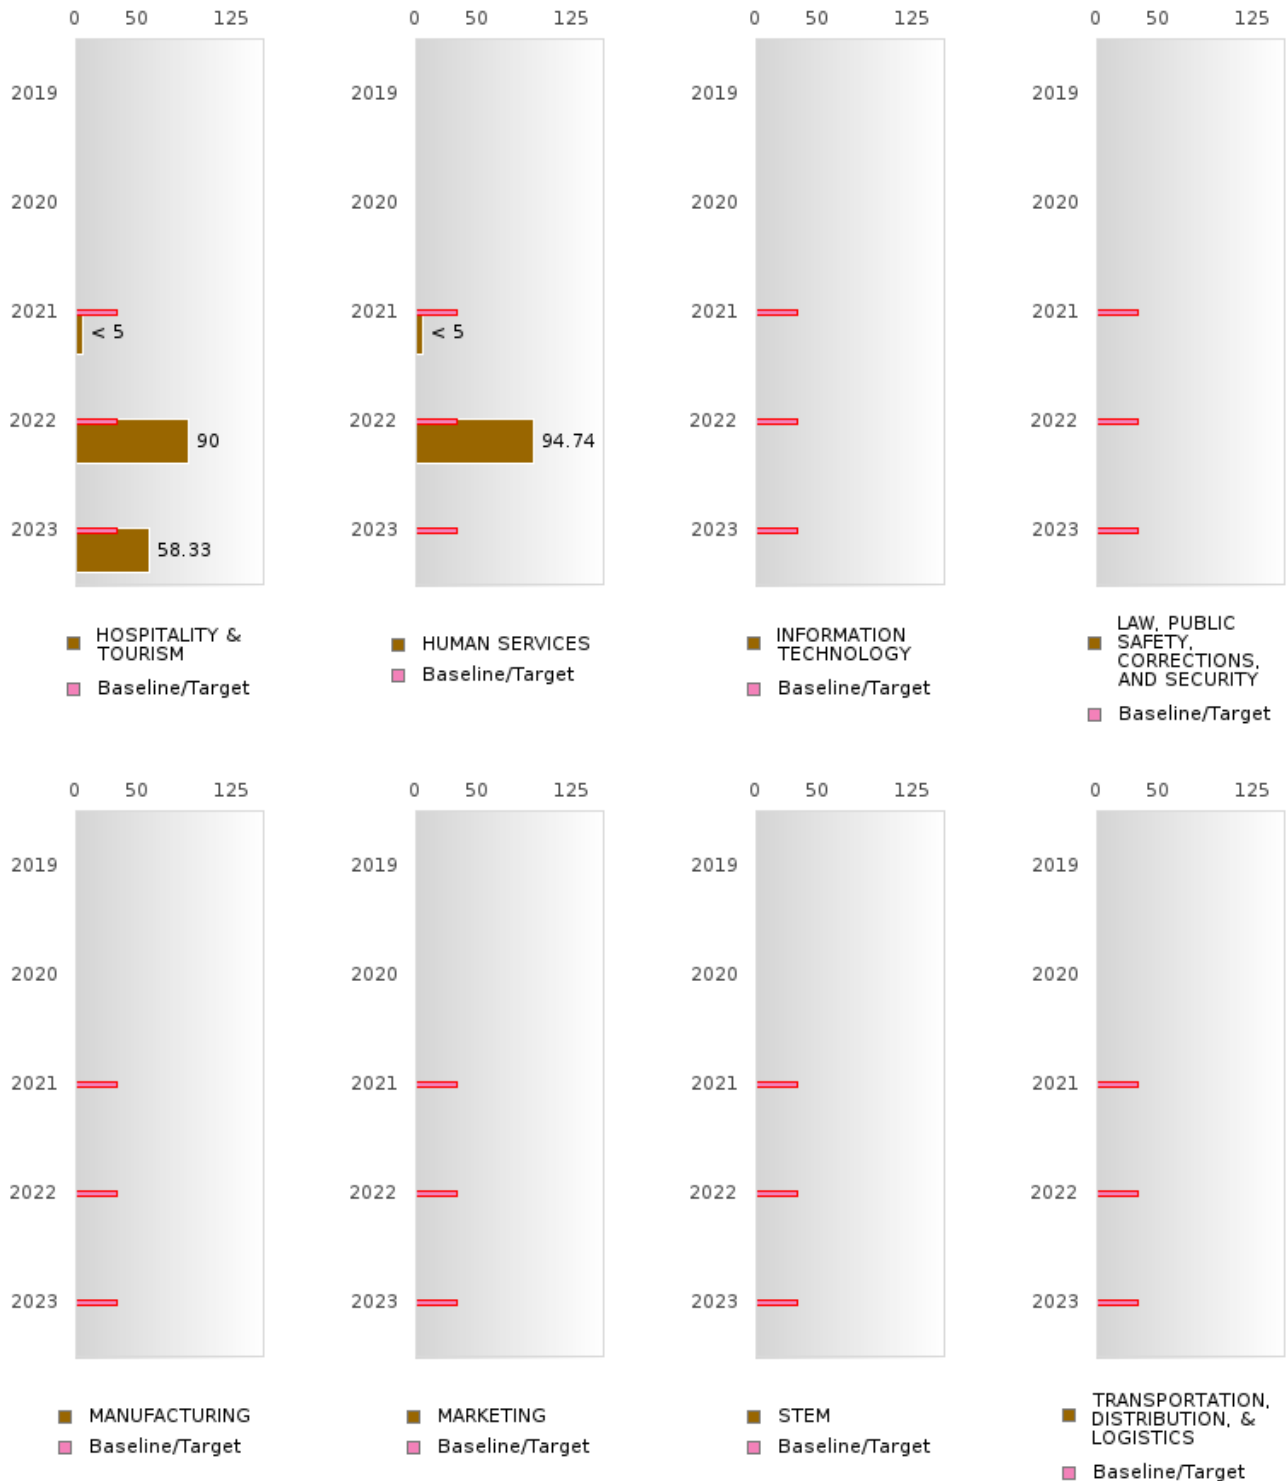 0 50 125 0 50 125 0 50 125 0 50 125
2019 2019 2019 2019
2020 2020 2020 2020
2021 2021 2021 2021
< 5 < 5
2022 2022 2022 2022
90 94.74
2023 2023 2023 2023
58.33
HOSPITALITY &
TOURISM
Baseline/Target
HUMAN SERVICES
Baseline/Target
INFORMATION
TECHNOLOGY
Baseline/Target
LAW, PUBLIC
SAFETY,
CORRECTIONS,
AND SECURITY
Baseline/Target
0 50 125 0 50 125 0 50 125 0 50 125
2019 2019 2019 2019
2020 2020 2020 2020
2021 2021 2021 2021
2022 2022 2022 2022
2023 2023 2023 2023
MANUFACTURING
Baseline/Target
MARKETING
Baseline/Target
STEM
Baseline/Target
TRANSPORTATION,
DISTRIBUTION, &
LOGISTICS
Baseline/Target